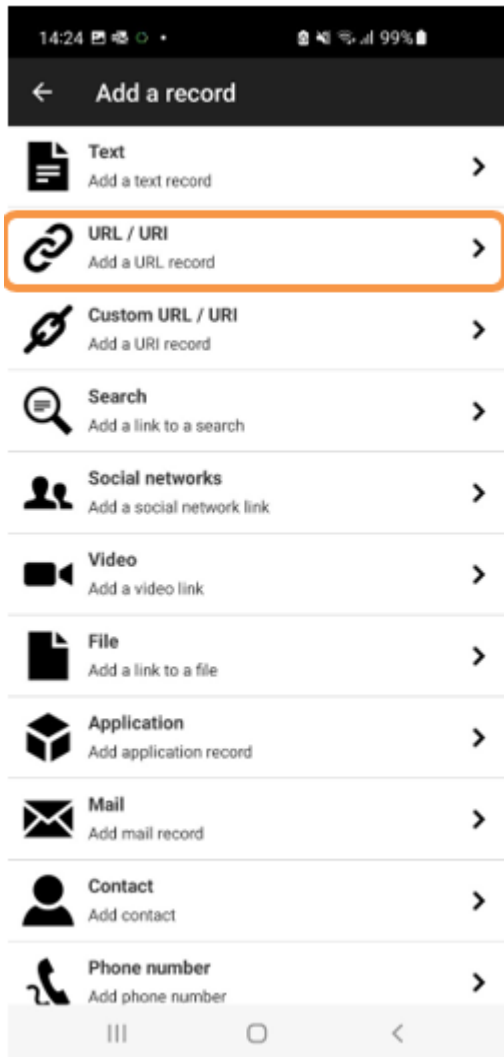 14:24 99%
Add a record
Text
Add a text record
URL / URI
Add a URL record
Custom URL / URI
Add a URI record
Search
Add a link to a search
Social networks
Add a social network link
Video
Add a video link
File
Add a link to a file
Application
Add application record
Mail
Add mail record
Contact
Add contact
Phone number
Add phone number